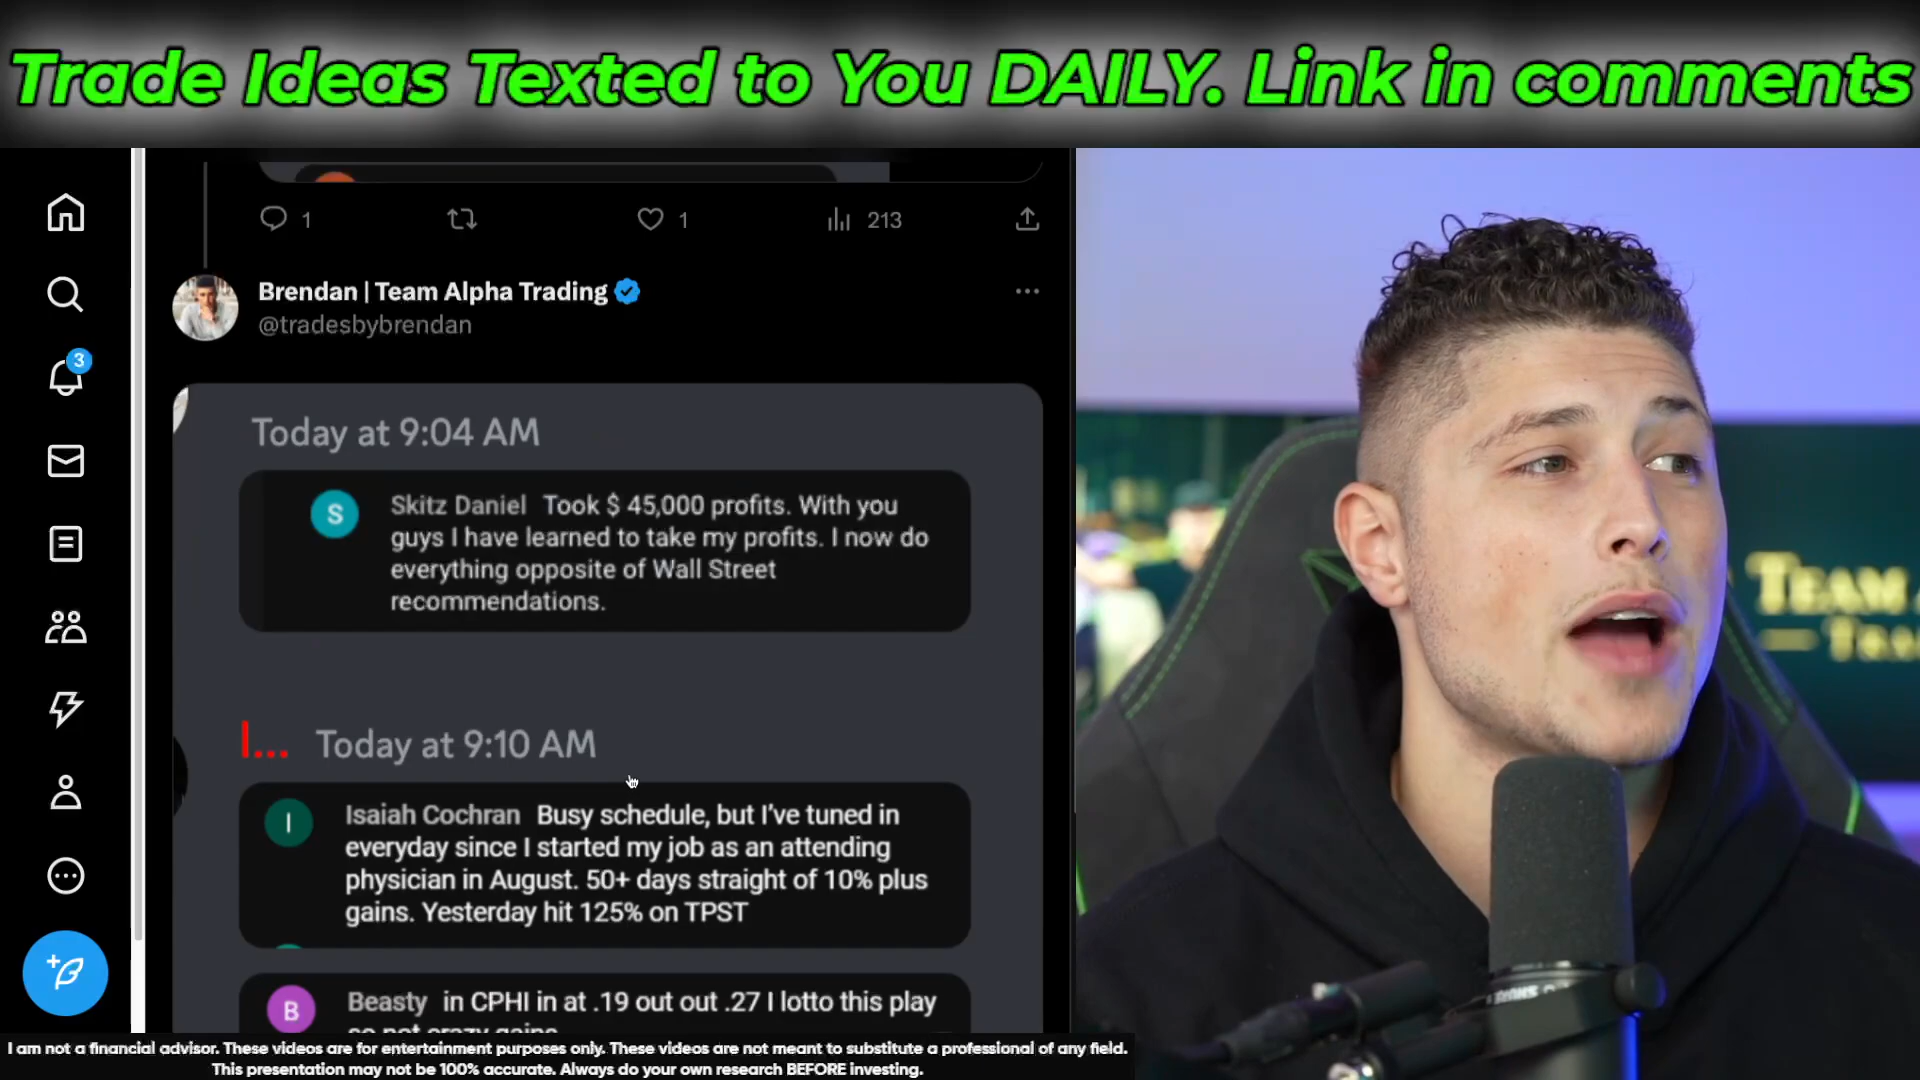 Trade Ideas Texted to You DAILY. Link in comments
1
1
213
Brendan | Team Alpha Trading
@tradesbybrendan
3
Today at 9:04 AM
S
Skitz Daniel Took $ 45,000 profits. With you
guys I have learned to take my profits. I now do
everything opposite of Wall Street
recommendations.
I... Today at 9:10 AM
I
Isaiah Cochran Busy schedule, but I've tuned in
everyday since I started my job as an attending
physician in August. 50+ days straight of 10% plus
gains. Yesterday hit 125% on TPST
B
Beasty in CPHI in at .19 out out .27 I lotto this play
so not crazy gains
TEAM
TRA
I am not a financial advisor. These videos are for entertainment purposes only. These videos are not meant to substitute a professional of any field.
This presentation may not be 100% accurate. Always do your own research BEFORE investing.